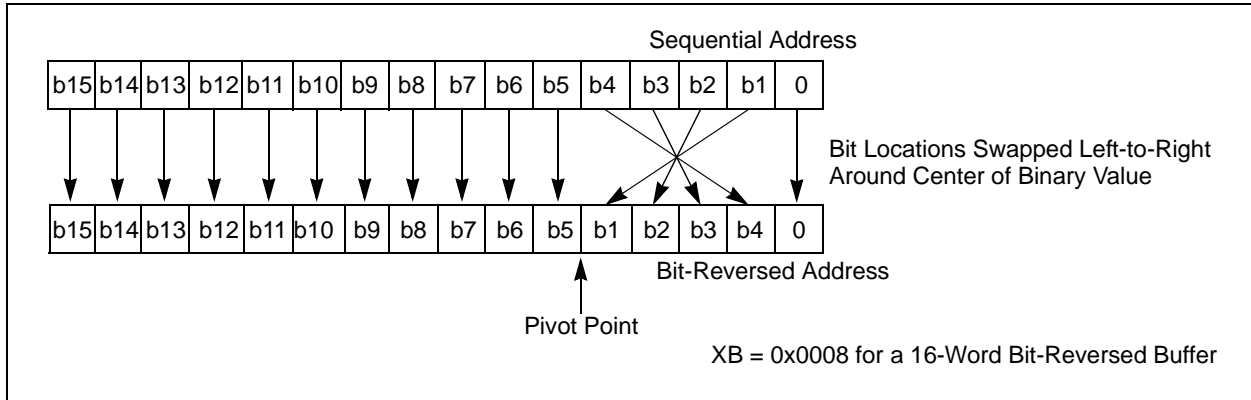 Sequential Address
b15 b14 b13 b12 b11 b10 b9 b8 b7 b6 b5 b4 b3 b2 b1 0
Bit Locations Swapped Left-to-Right
Around Center of Binary Value
b15 b14 b13 b12 b11 b10 b9 b8 b7 b6 b5 b1 b2 b3 b4 0
Bit-Reversed Address
Pivot Point
XB = 0x0008 for a 16-Word Bit-Reversed Buffer